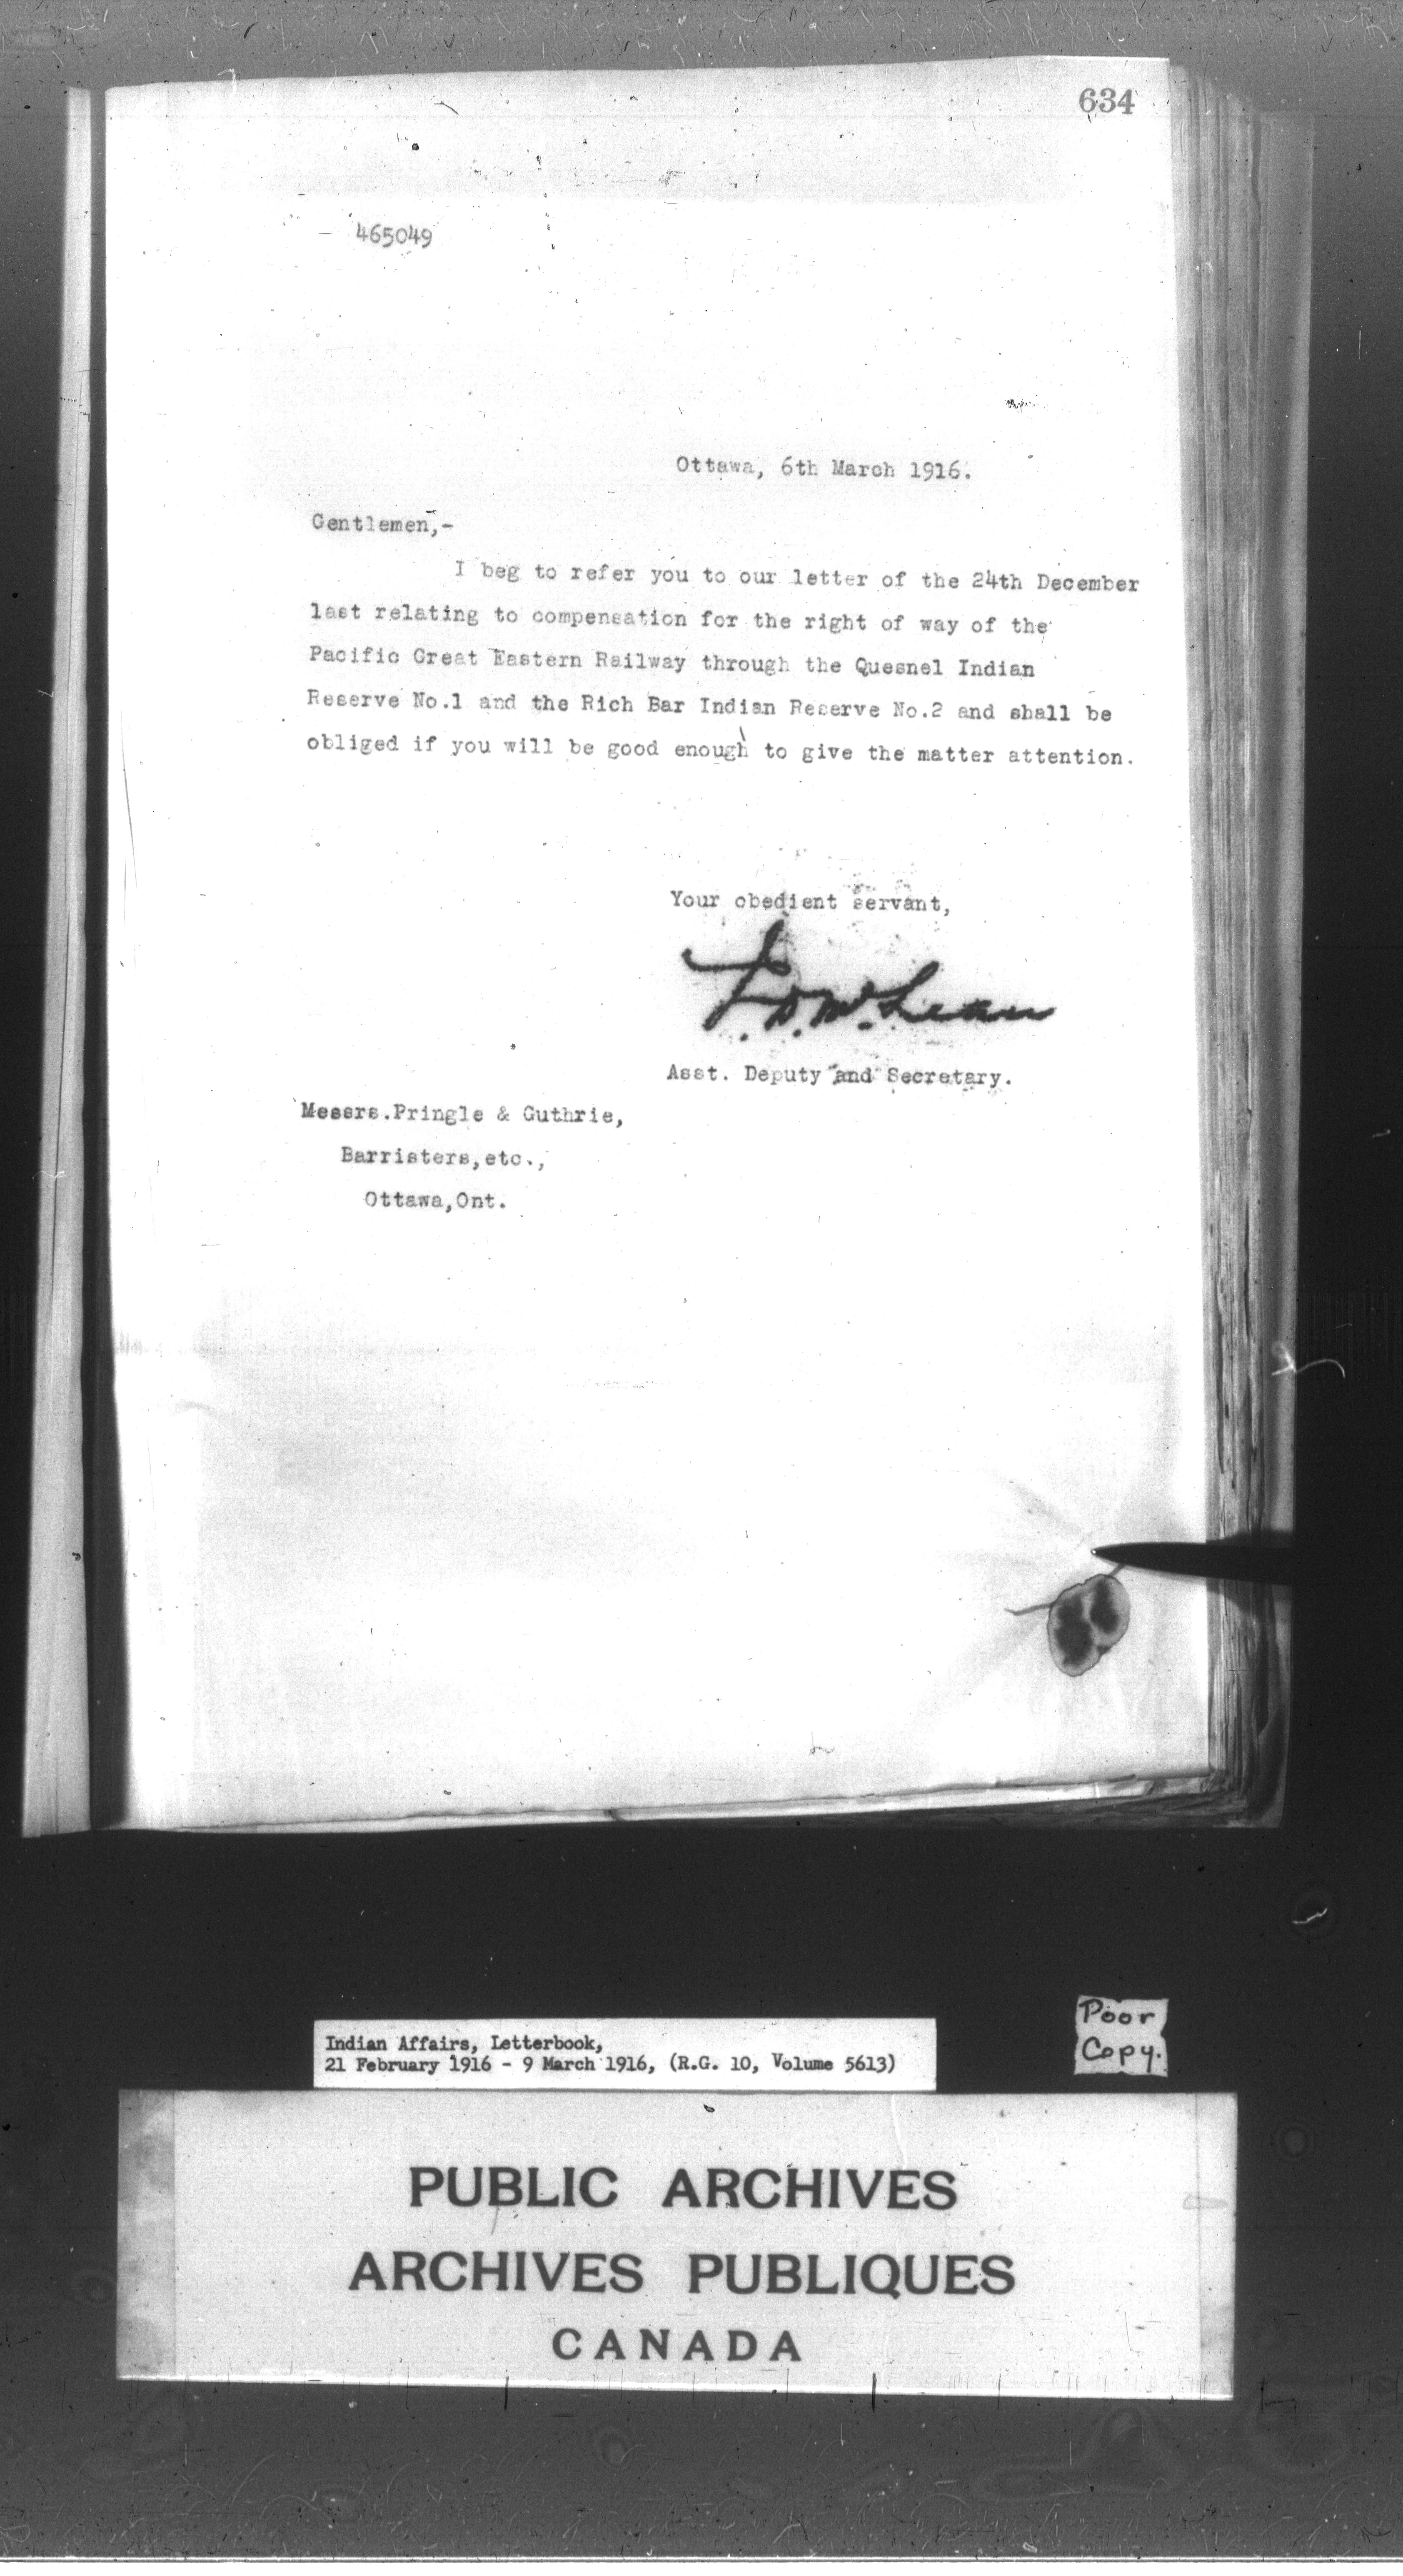 634
465049
Ottawa, 6th March 1916.
Gentlemen,-
I beg to refer you to our letter of the 24th December
last relating to compensation for the right of way of the
Pacific Great Eastern Railway through the Quesnel Indian
Reserve No.1 and the Rich Bar Indian Reserve No.2 and shall be
obliged if you will be good enough to give the matter attention.
Your obedient servant,
J.D. McLean
Asst. Deputy and Secretary.
Messrs.Pringle & Guthrie,
Barristers,etc.,
Ottawa,Ont.
Indian Affairs, Letterbook,
21 February 1916 - 9 March 1916, (R.G. 10, Volume 5613)
Poor
Copy.
PUBLIC ARCHIVES
ARCHIVES PUBLIQUES
CANADA